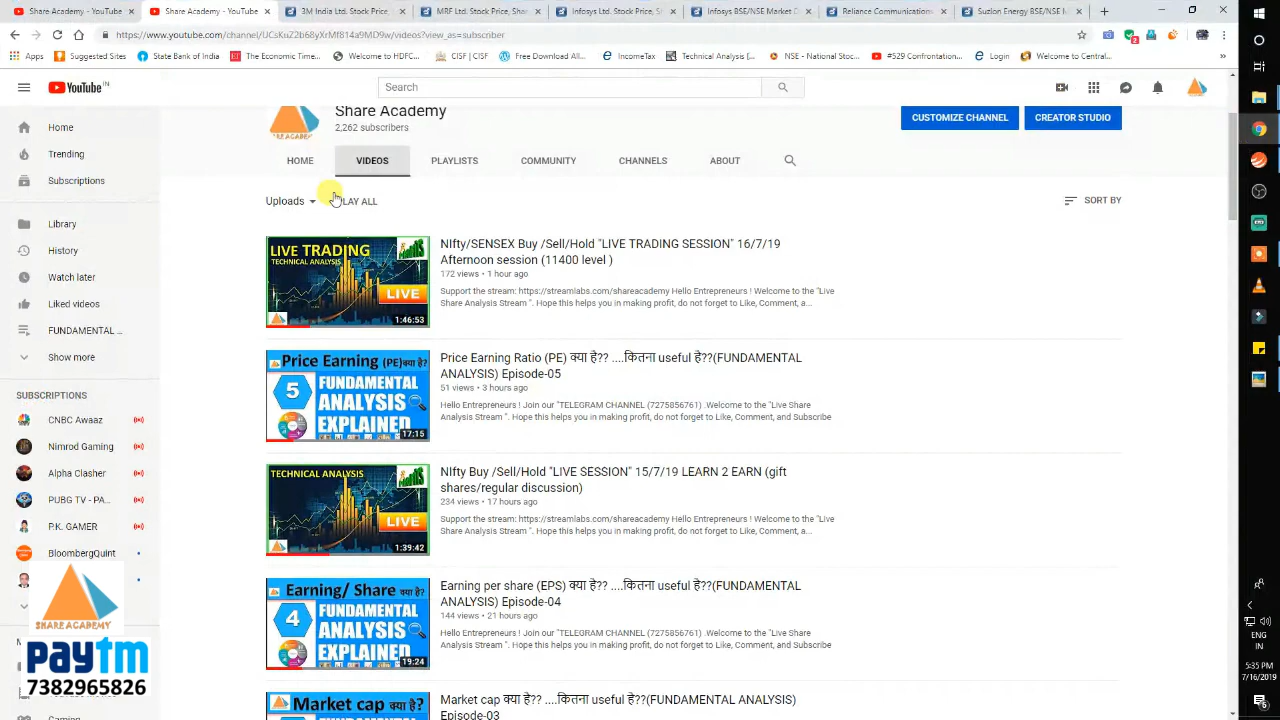 Share Academy - YouTube
Share Academy - YouTube
3M India Ltd. Stock Price,
MRF Ltd. Stock Price, Sha
Infosys Ltd. Stock Price, S
Infosys BSE/NSE Market D
Reliance Communication
Suzlon Energy BSE/NSE
https://www.youtube.com/channel/UCsKuZ2b68yXrMf814a9MD9w/videos?view_as=subscriber
Apps
Suggested Sites
State Bank of India
The Economic Times
Welcome to HDFC
CISF | CISF
Free Download All
IncomeTax
Technical Analysis [
NSE - National Stock
#529 Confrontation
Login
Welcome to Central
YouTube IN
Search
Share Academy
2,262 subscribers
CUSTOMIZE CHANNEL
CREATOR STUDIO
HOME
VIDEOS
PLAYLISTS
COMMUNITY
CHANNELS
ABOUT
Uploads
PLAY ALL
SORT BY
Home
Trending
Subscriptions
Library
History
Watch later
Liked videos
FUNDAMENTAL ...
Show more
SUBSCRIPTIONS
CNBC Awaaz
Nimrod Gaming
Alpha Clasher
PUBG TV - PA...
P.K. GAMER
BloombergQuint
SHARE ACADEMY
paytm
7382965826
LIVE TRADING
TECHNICAL ANALYSIS
LIVE
1:46:53
NIfty/SENSEX Buy /Sell/Hold "LIVE TRADING SESSION" 16/7/19
Afternoon session (11400 level )
172 views • 1 hour ago
Support the stream: https://streamlabs.com/shareacademy Hello Entrepreneurs ! Welcome to the "Live
Share Analysis Stream ". Hope this helps you in making profit, do not forget to Like, Comment, a...
Price Earning (PE)क्या है?
5
FUNDAMENTAL
ANALYSIS
EXPLAINED
17:15
Price Earning Ratio (PE) क्या है?? ....कितना useful है??(FUNDAMENTAL
ANALYSIS) Episode-05
51 views • 3 hours ago
Hello Entrepreneurs ! Join our "TELEGRAM CHANNEL (7275856761) .Welcome to the "Live Share
Analysis Stream ". Hope this helps you in making profit, do not forget to Like, Comment, and Subscribe
TECHNICAL ANALYSIS
LIVE
1:39:42
NIfty Buy /Sell/Hold "LIVE SESSION" 15/7/19 LEARN 2 EARN (gift
shares/regular discussion)
234 views • 17 hours ago
Support the stream: https://streamlabs.com/shareacademy Hello Entrepreneurs ! Welcome to the "Live
Share Analysis Stream ". Hope this helps you in making profit, do not forget to Like, Comment, a...
Earning/ Share क्या है?
4
FUNDAMENTAL
ANALYSIS
EXPLAINED
19:24
Earning per share (EPS) क्या है?? ....कितना useful है??(FUNDAMENTAL
ANALYSIS) Episode-04
144 views • 21 hours ago
Hello Entrepreneurs ! Join our "TELEGRAM CHANNEL (7275856761) .Welcome to the "Live Share
Analysis Stream ". Hope this helps you in making profit, do not forget to Like, Comment, and Subscribe
Market cap क्या है?
Market cap क्या है?? ....कितना useful है??(FUNDAMENTAL ANALYSIS)
Episode-03
ENG
IN
5:35 PM
7/16/2019